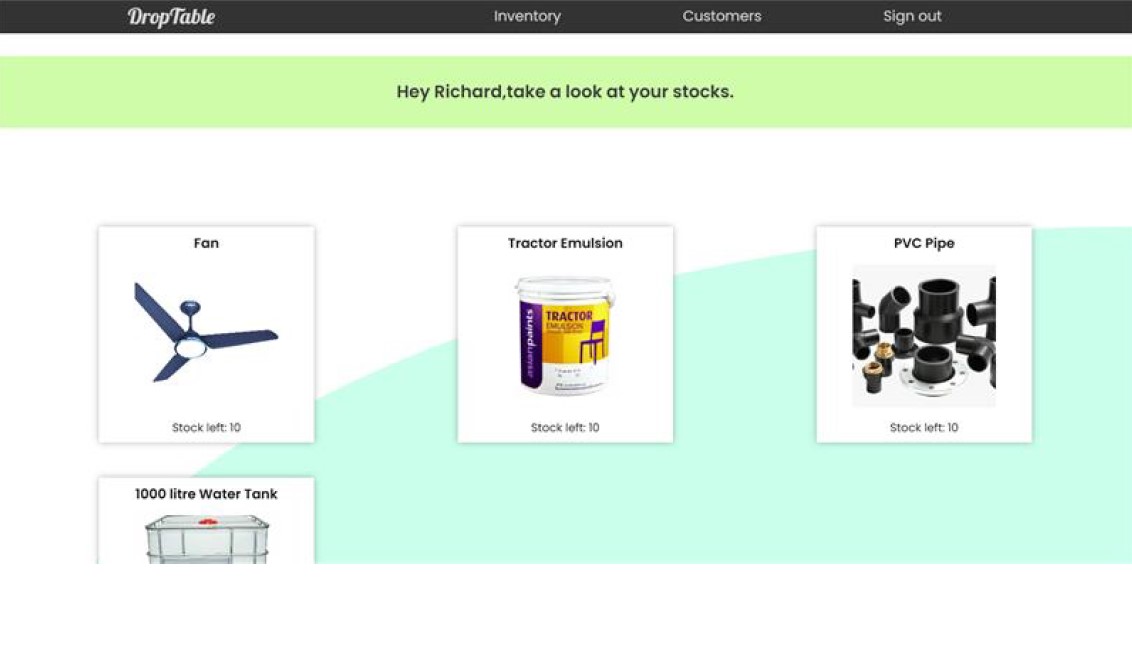 DropTable
Inventory
Customers
Sign out
Hey Richard,take a look at your stocks.
Fan
Tractor Emulsion
PVC Pipe
asianpaints
TRACTOR
EMULSION
Stock left: 10
Stock left: 10
Stock left: 10
1000 litre Water Tank